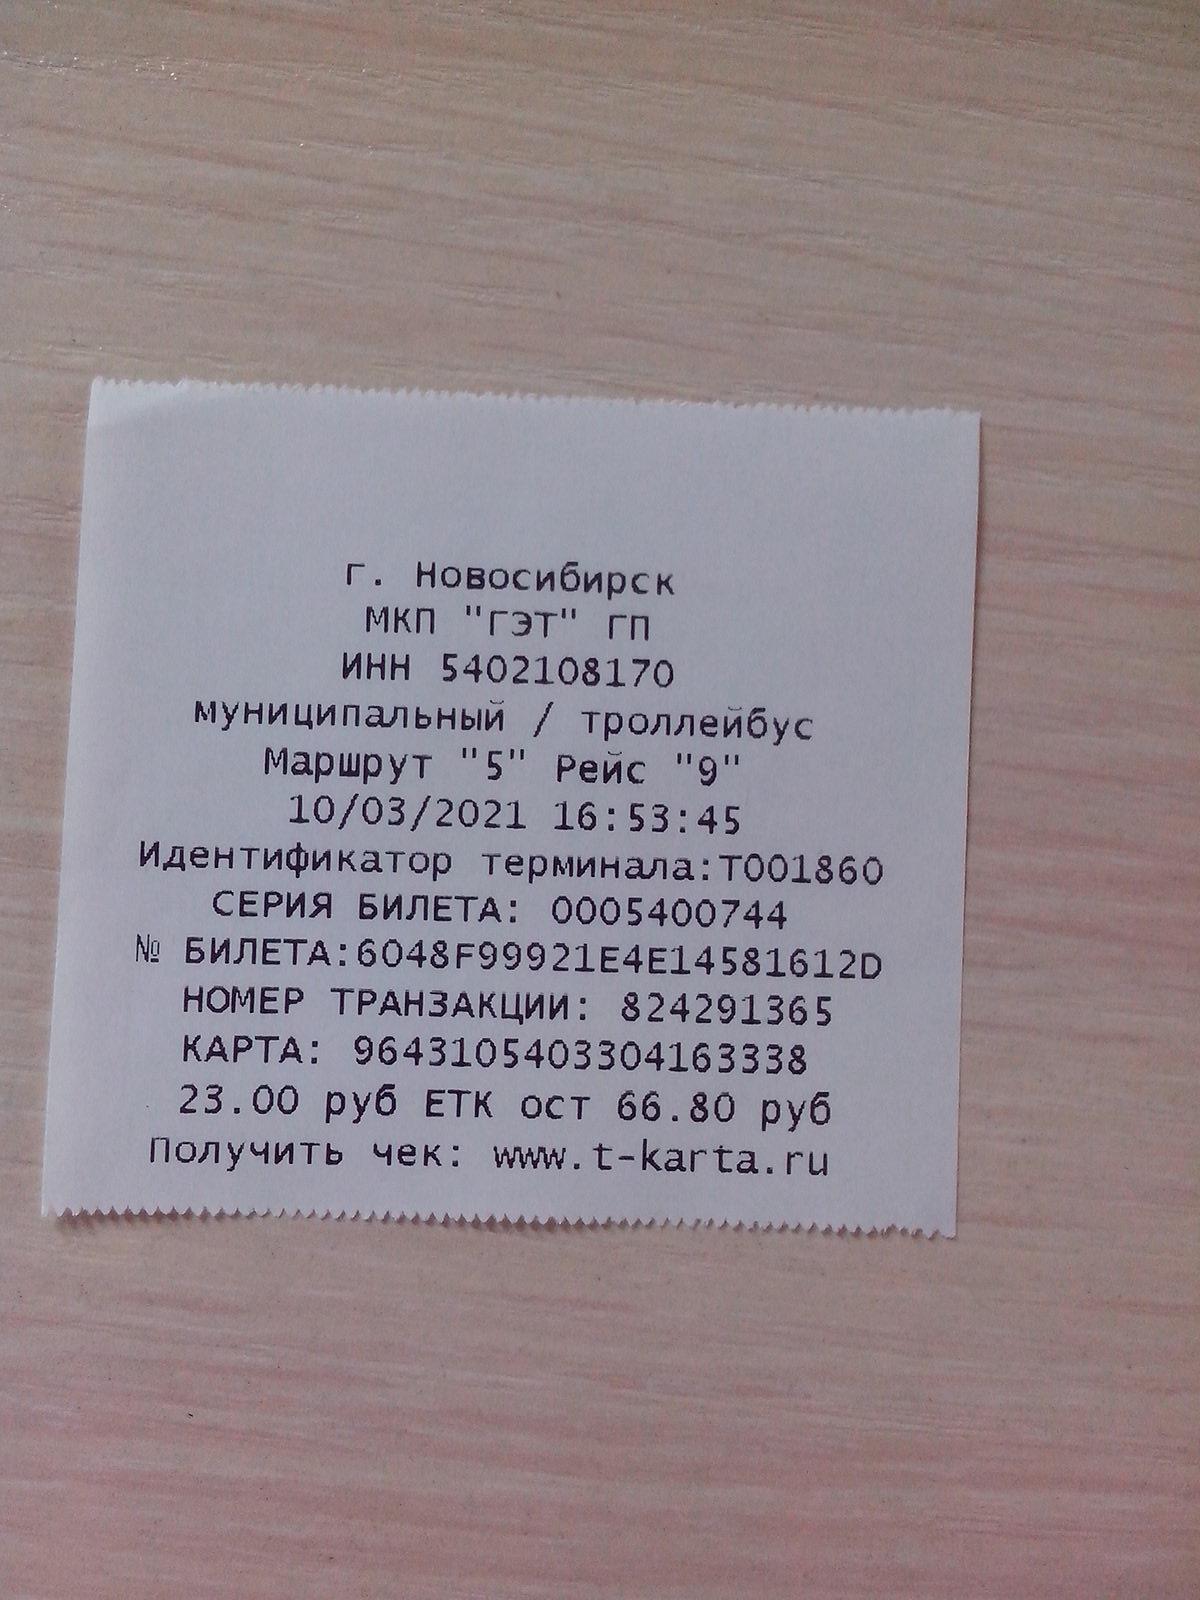 г. Новосибирск
МКП "ГЭТ" ГП
ИНН 5402108170
муниципальный / троллейбус
Маршрут "5" Рейс "9"
10/03/2021 16:53:45
Идентификатор терминала:T001860
СЕРИЯ БИЛЕТА: 0005400744
№ БИЛЕТА:6048F99921E4E14581612D
НОМЕР ТРАНЗАКЦИИ: 824291365
КАРТА: 9643105403304163338
23.00 руб ЕТК ост 66.80 руб
Получить чек: www.t-karta.ru